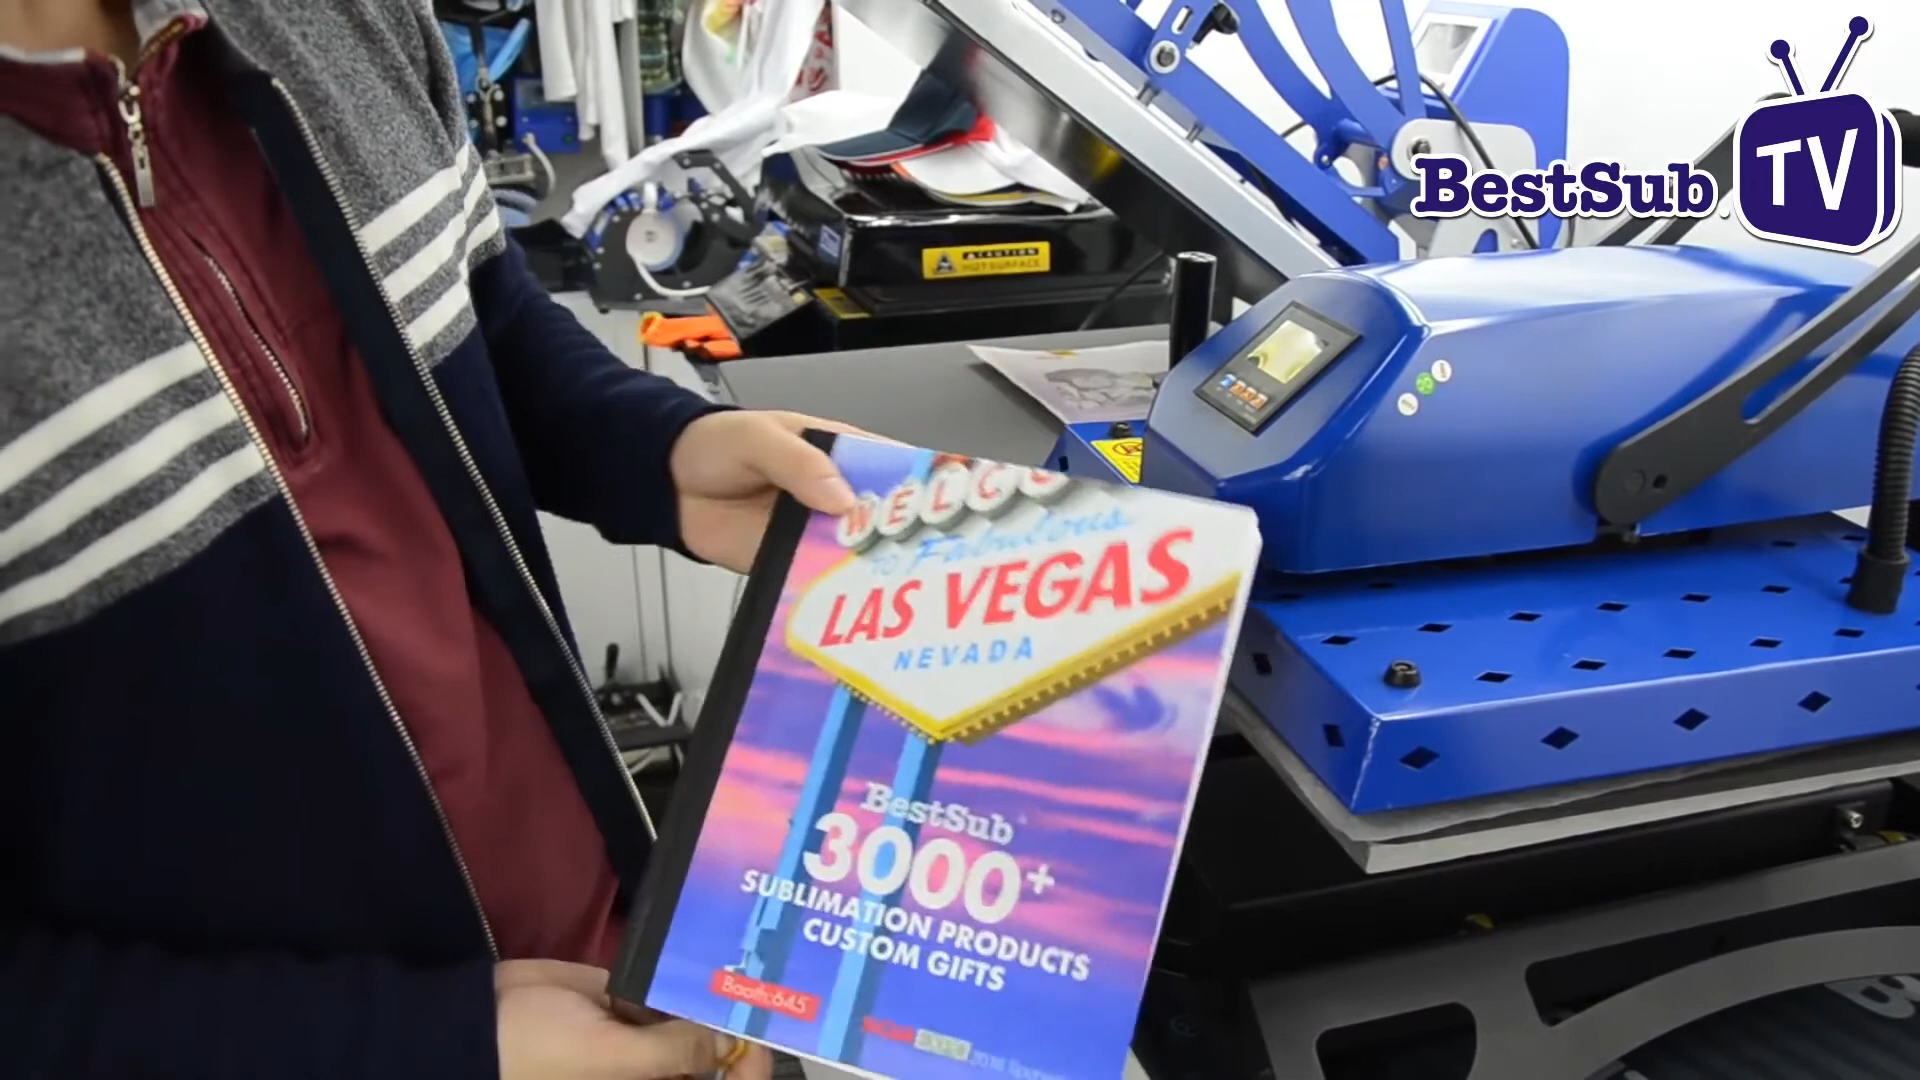 BestSub TV
CAUTION
HOT SURFACE
WELCO
to Fabulous
LAS VEGAS
NEVADA
BestSub
3000+
SUBLIMATION PRODUCTS
CUSTOM GIFTS
Booth:645